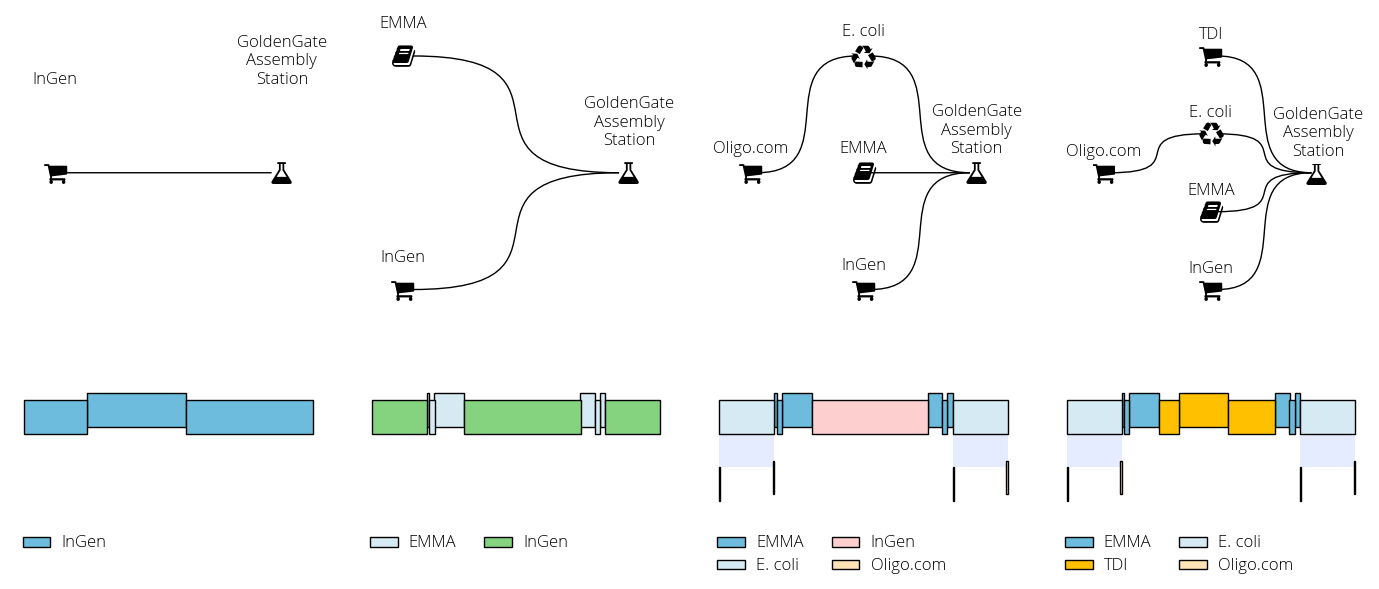 InGen
GoldenGate
Assembly
Station
EMMA
InGen
GoldenGate
Assembly
Station
E. coli
Oligo.com
EMMA
InGen
GoldenGate
Assembly
Station
TDI
E. coli
Oligo.com
EMMA
InGen
GoldenGate
Assembly
Station
InGen
EMMA InGen
EMMA InGen
E. coli Oligo.com
EMMA E. coli
TDI Oligo.com